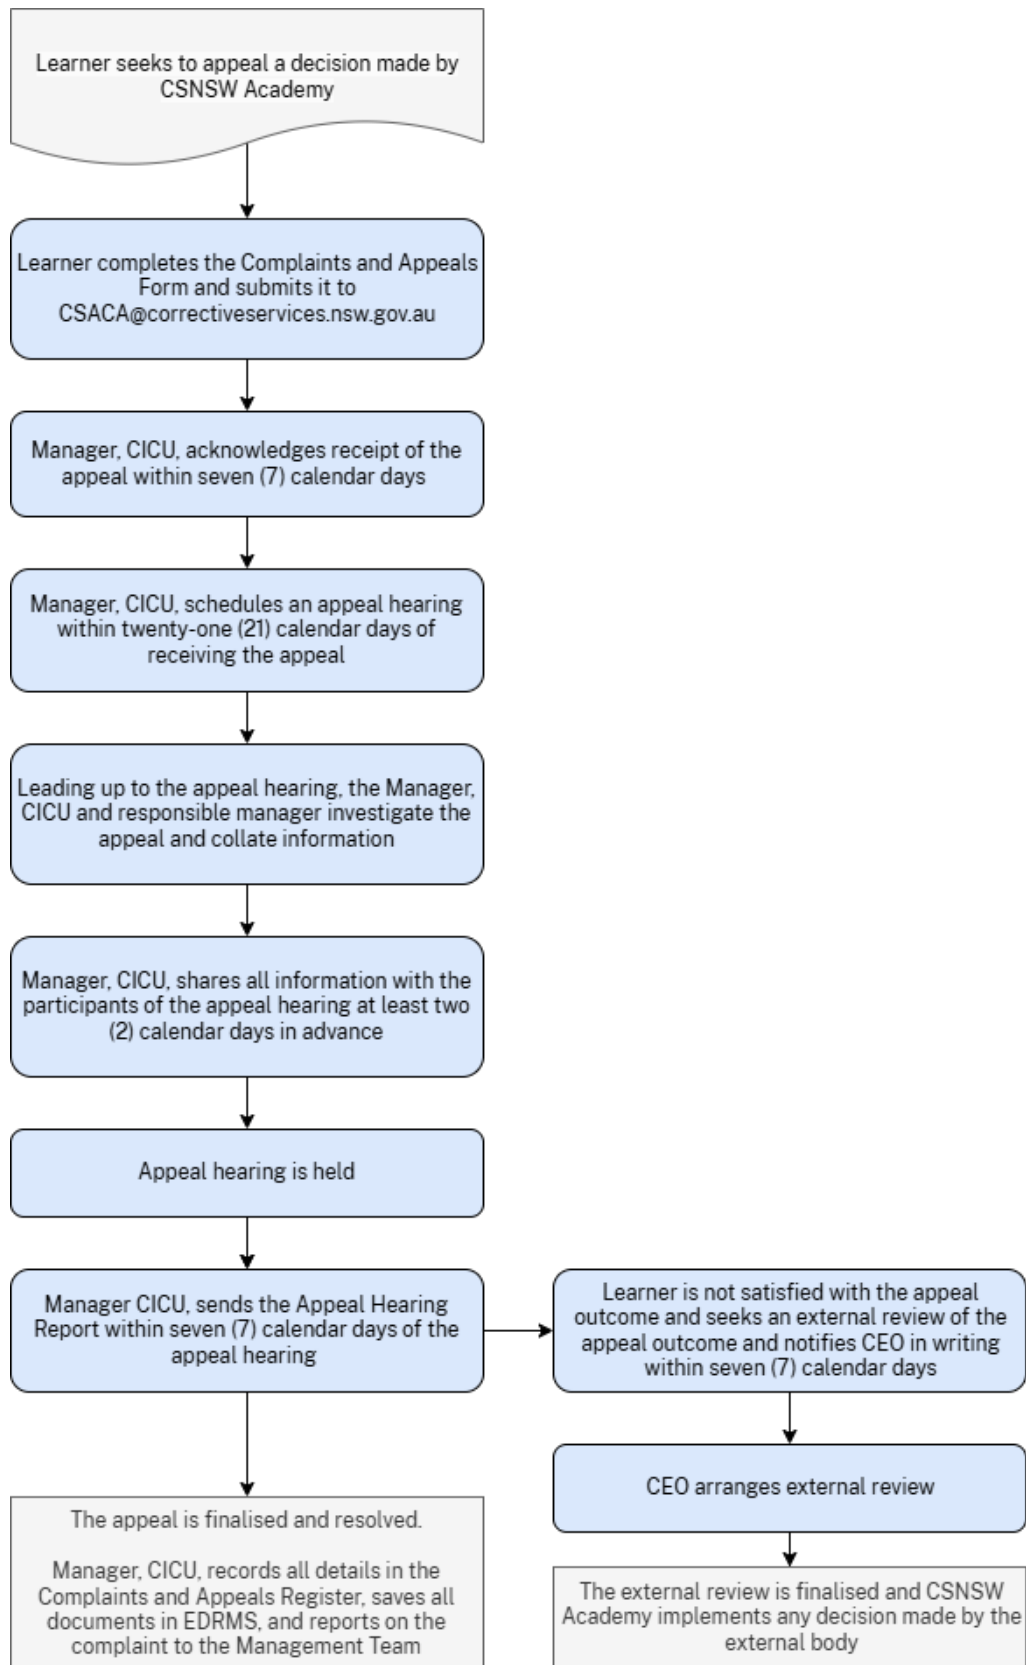 Learner seeks to appeal a decision made by
CSNSW Academy
Learner completes the Complaints and Appeals
Form and submits it to
CSACA@correctiveservices.nsw.gov.au
Manager, CICU, acknowledges receipt of the
appeal within seven (7) calendar days
Manager, CICU, schedules an appeal hearing
within twenty-one (21) calendar days of
receiving the appeal
Leading up to the appeal hearing, the Manager,
CICU and responsible manager investigate the
appeal and collate information
Manager, CICU, shares all information with the
participants of the appeal hearing at least two
(2) calendar days in advance
Appeal hearing is held
Manager CICU, sends the Appeal Hearing
Report within seven (7) calendar days of the
appeal hearing
Learner is not satisfied with the appeal
outcome and seeks an external review of
the appeal outcome and notifies CEO in writing
within seven (7) calendar days
CEO arranges external review
The appeal is finalised and resolved.
Manager, CICU, records all details in the
Complaints and Appeals Register, saves all
documents in EDRMS, and reports on the
complaint to the Management Team
The external review is finalised and CSNSW
Academy implements any decision made by the
external body